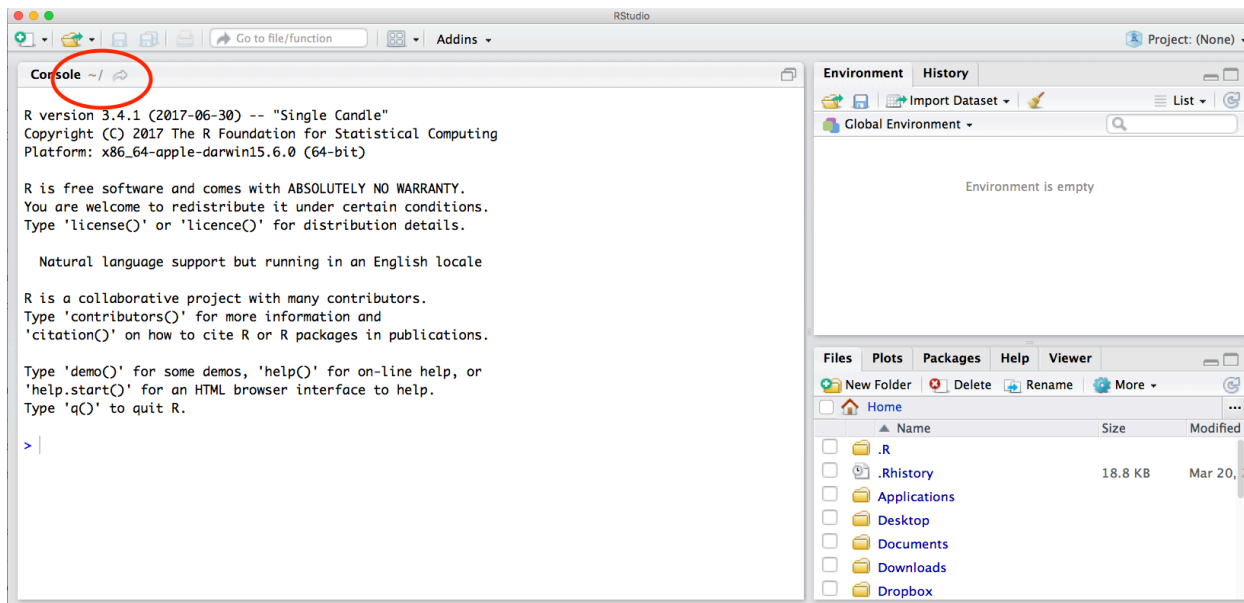 RStudio
Go to file/function
Addins
Project: (None)
Console ~/
R version 3.4.1 (2017-06-30) -- "Single Candle"
Copyright (C) 2017 The R Foundation for Statistical Computing
Platform: x86_64-apple-darwin15.6.0 (64-bit)
R is free software and comes with ABSOLUTELY NO WARRANTY.
You are welcome to redistribute it under certain conditions.
Type 'license()' or 'licence()' for distribution details.
Natural language support but running in an English locale
R is a collaborative project with many contributors.
Type 'contributors()' for more information and
'citation()' on how to cite R or R packages in publications.
Type 'demo()' for some demos, 'help()' for on-line help, or
'help.start()' for an HTML browser interface to help.
Type 'q()' to quit R.
>
Environment History
Import Dataset List
Global Environment
Environment is empty
Files Plots Packages Help Viewer
New Folder Delete Rename More
Home ...
Name Size Modified
.R
.Rhistory 18.8 KB Mar 20,
Applications
Desktop
Documents
Downloads
Dropbox